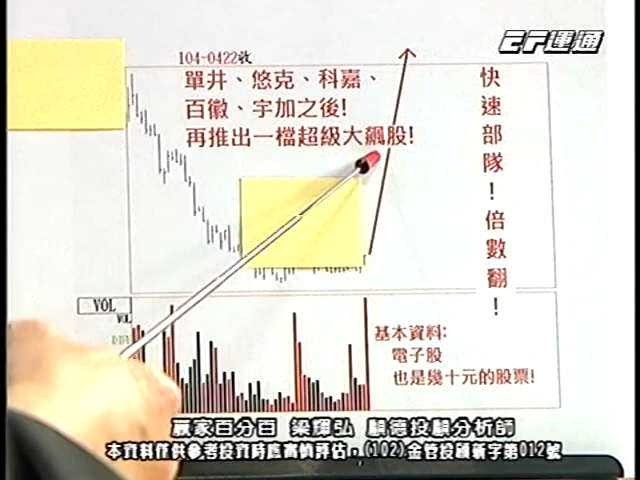 EF運通
104-0422收
單井、悠克、科嘉、
百徽、宇加之後!
再推出一檔超級大飆股!
快速部隊!倍數翻!
VOL
VOL
基本資料:
電子股
也是幾十元的股票!
贏家百分百 梁輝弘 麟德投顧分析師
本資料僅供參考投資時應審慎評估,(102)金管投顧新字第012號